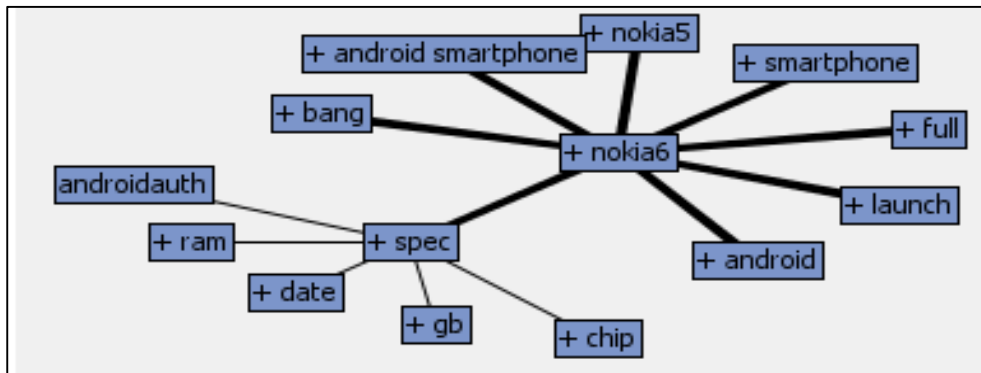 + nokia5
+ android smartphone
+ smartphone
+ bang
+ full
+ nokia6
androidauth
+ launch
+ ram
+ spec
+ android
+ date
+ gb
+ chip